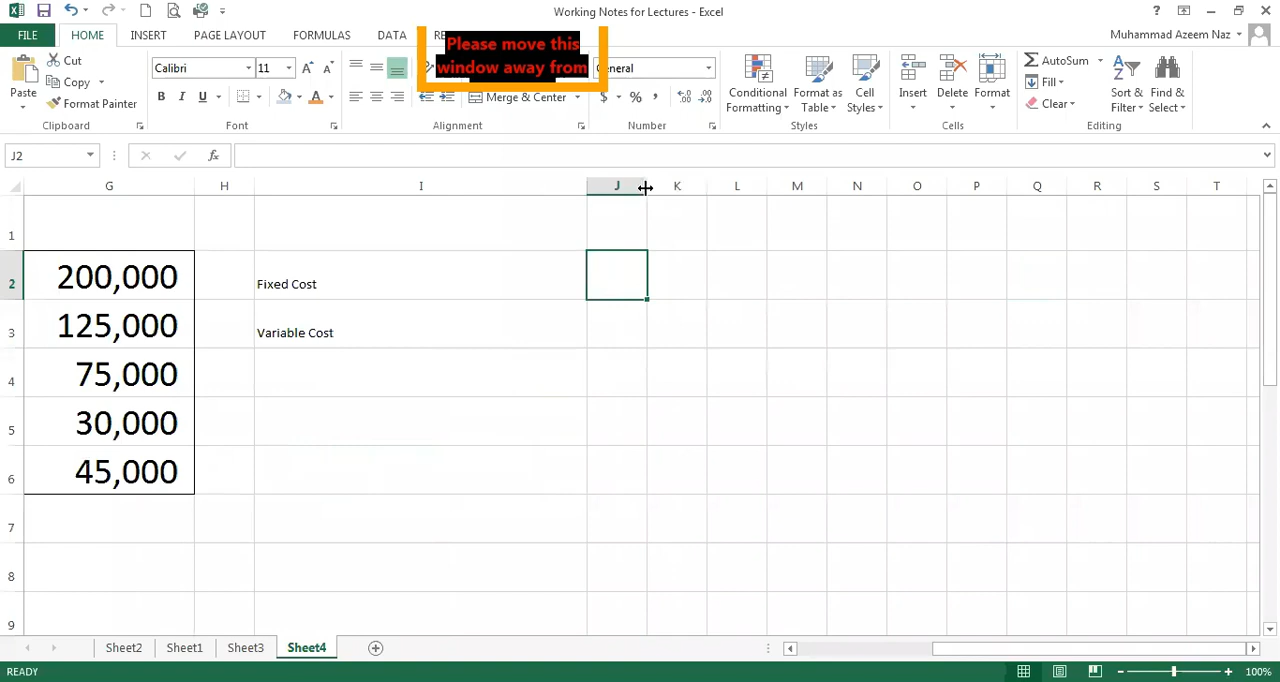 Working Notes for Lectures - Excel
?
FILE HOME INSERT PAGE LAYOUT FORMULAS DATA
Muhammad Azeem Naz
Please move this
window away from
Paste
Cut
Copy
Format Painter
Clipboard
Calibri 11
B I U
Font
Merge & Center
Alignment
General
$ % ,
Number
Conditional Formatting
Format as Table
Cell Styles
Styles
Insert Delete Format
Cells
AutoSum
Fill
Clear
Sort & Filter
Find & Select
Editing
J2 fx
G H I J K L M N O P Q R S T
1
2 200,000 Fixed Cost
3 125,000 Variable Cost
4 75,000
5 30,000
6 45,000
7
8
9
Sheet2 Sheet1 Sheet3 Sheet4
READY 100%